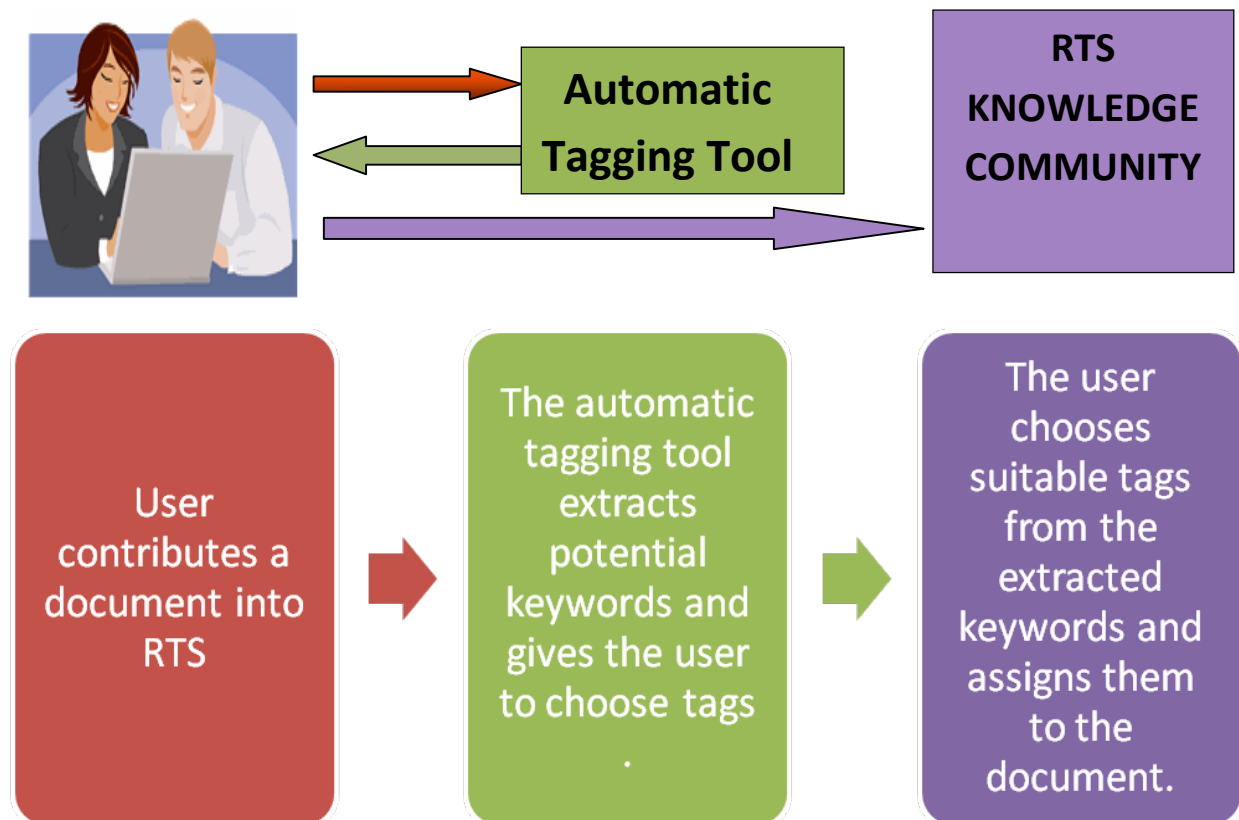 Automatic
Tagging Tool
RTS
KNOWLEDGE
COMMUNITY
User
contributes a
document into
RTS
The automatic
tagging tool
extracts
potential
keywords and
gives the user
to choose tags
.
The user
chooses
suitable tags
from the
extracted
keywords and
assigns them
to the
document.